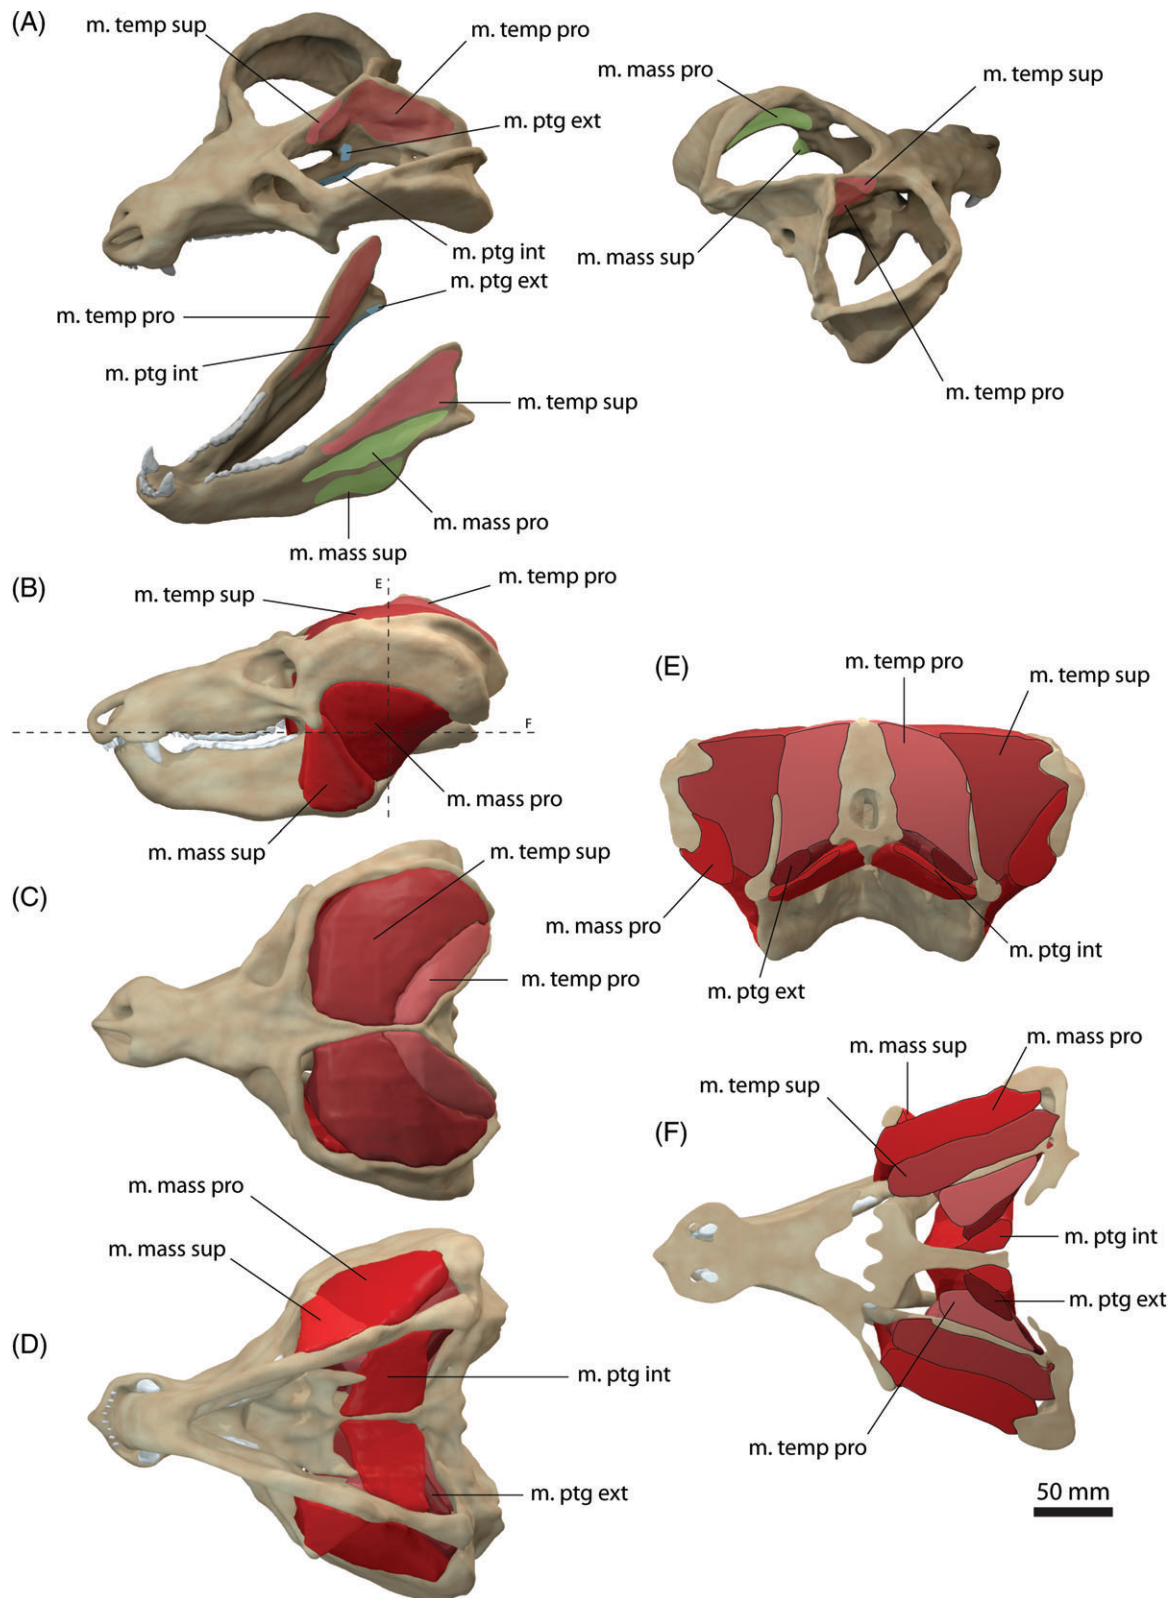 (A)
m. temp sup
m. temp pro
m. ptg ext
m. ptg int
m. ptg ext
m. temp pro
m. ptg int
m. temp sup
m. mass pro
m. mass sup
m. mass pro
m. temp sup
m. mass sup
m. temp pro
(B)
m. temp sup
E
m. temp pro
F
m. mass pro
m. mass sup
(C)
m. temp sup
m. temp pro
(D)
m. mass pro
m. mass sup
m. ptg int
m. ptg ext
(E)
m. temp pro
m. temp sup
m. mass pro
m. ptg int
m. ptg ext
(F)
m. mass sup
m. mass pro
m. temp sup
m. ptg int
m. ptg ext
m. temp pro
50 mm